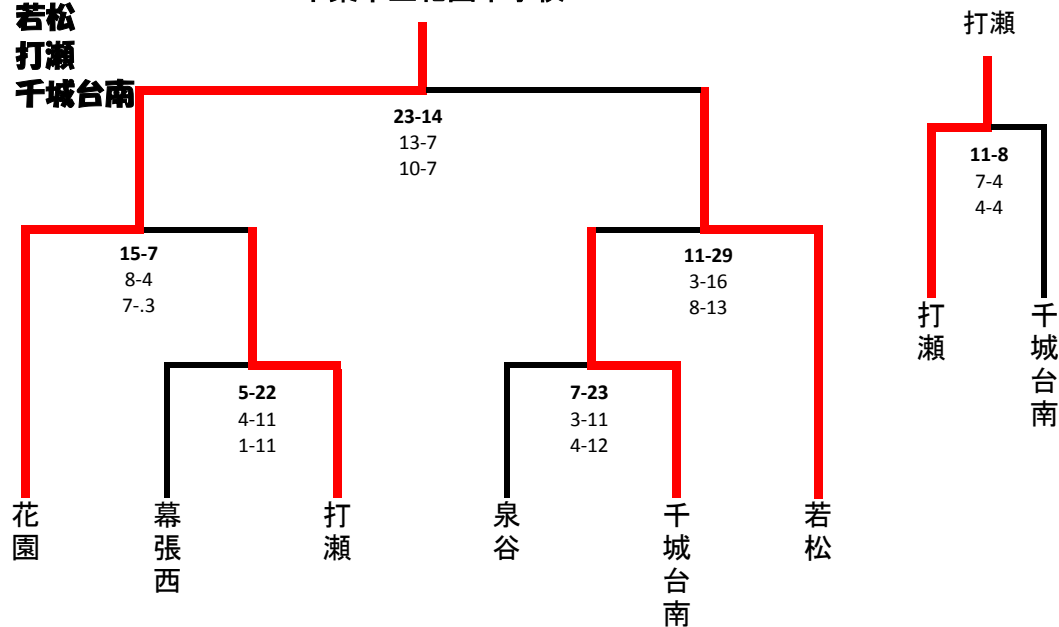 若松
打瀬
千城台南
打瀬
23-14
13-7
10-7
11-8
7-4
4-4
15-7
8-4
7-.3
11-29
3-16
8-13
打瀬
千城台南
5-22
4-11
1-11
7-23
3-11
4-12
花園
幕張西
打瀬
泉谷
千城台南
若松